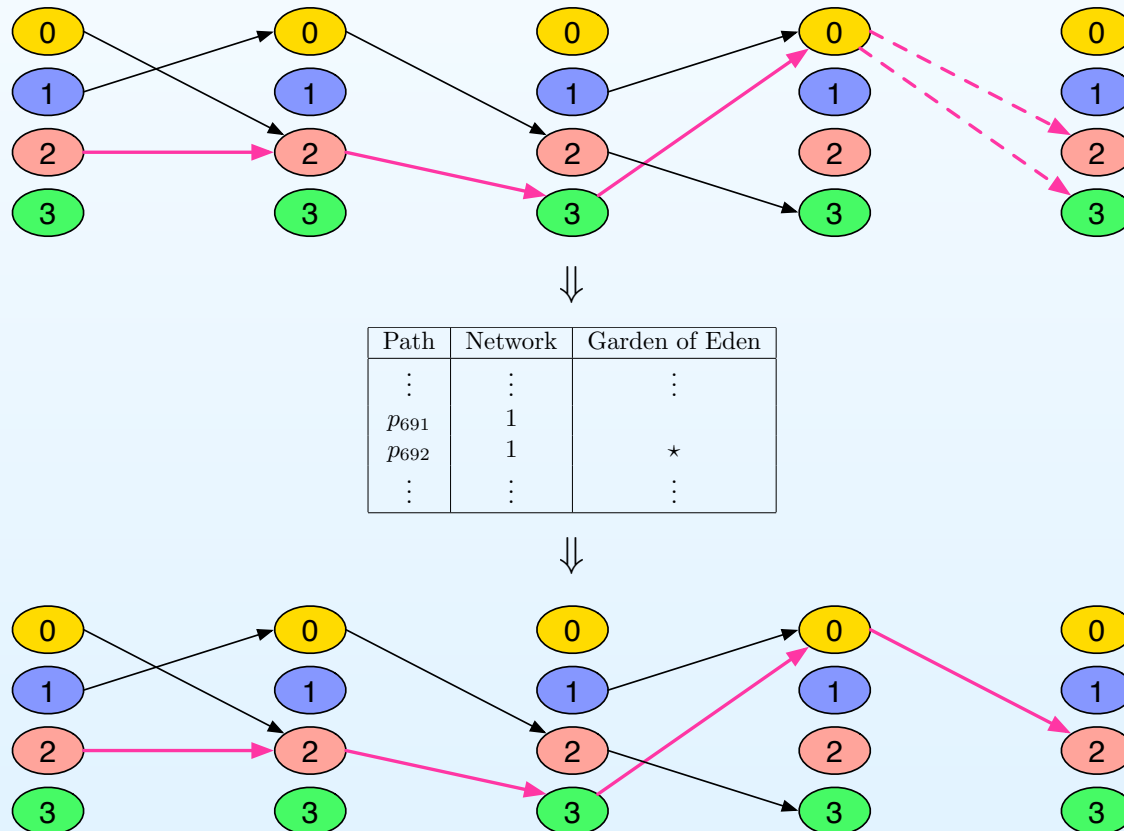 0 0 0 0 0
1 1 1 1 1
2 2 2 2 2
3 3 3 3 3
⇓
Path Network Garden of Eden
⋮ ⋮ ⋮
p₆₉₁ 1
p₆₉₂ 1 ⋆
⋮ ⋮ ⋮
⇓
0 0 0 0 0
1 1 1 1 1
2 2 2 2 2
3 3 3 3 3